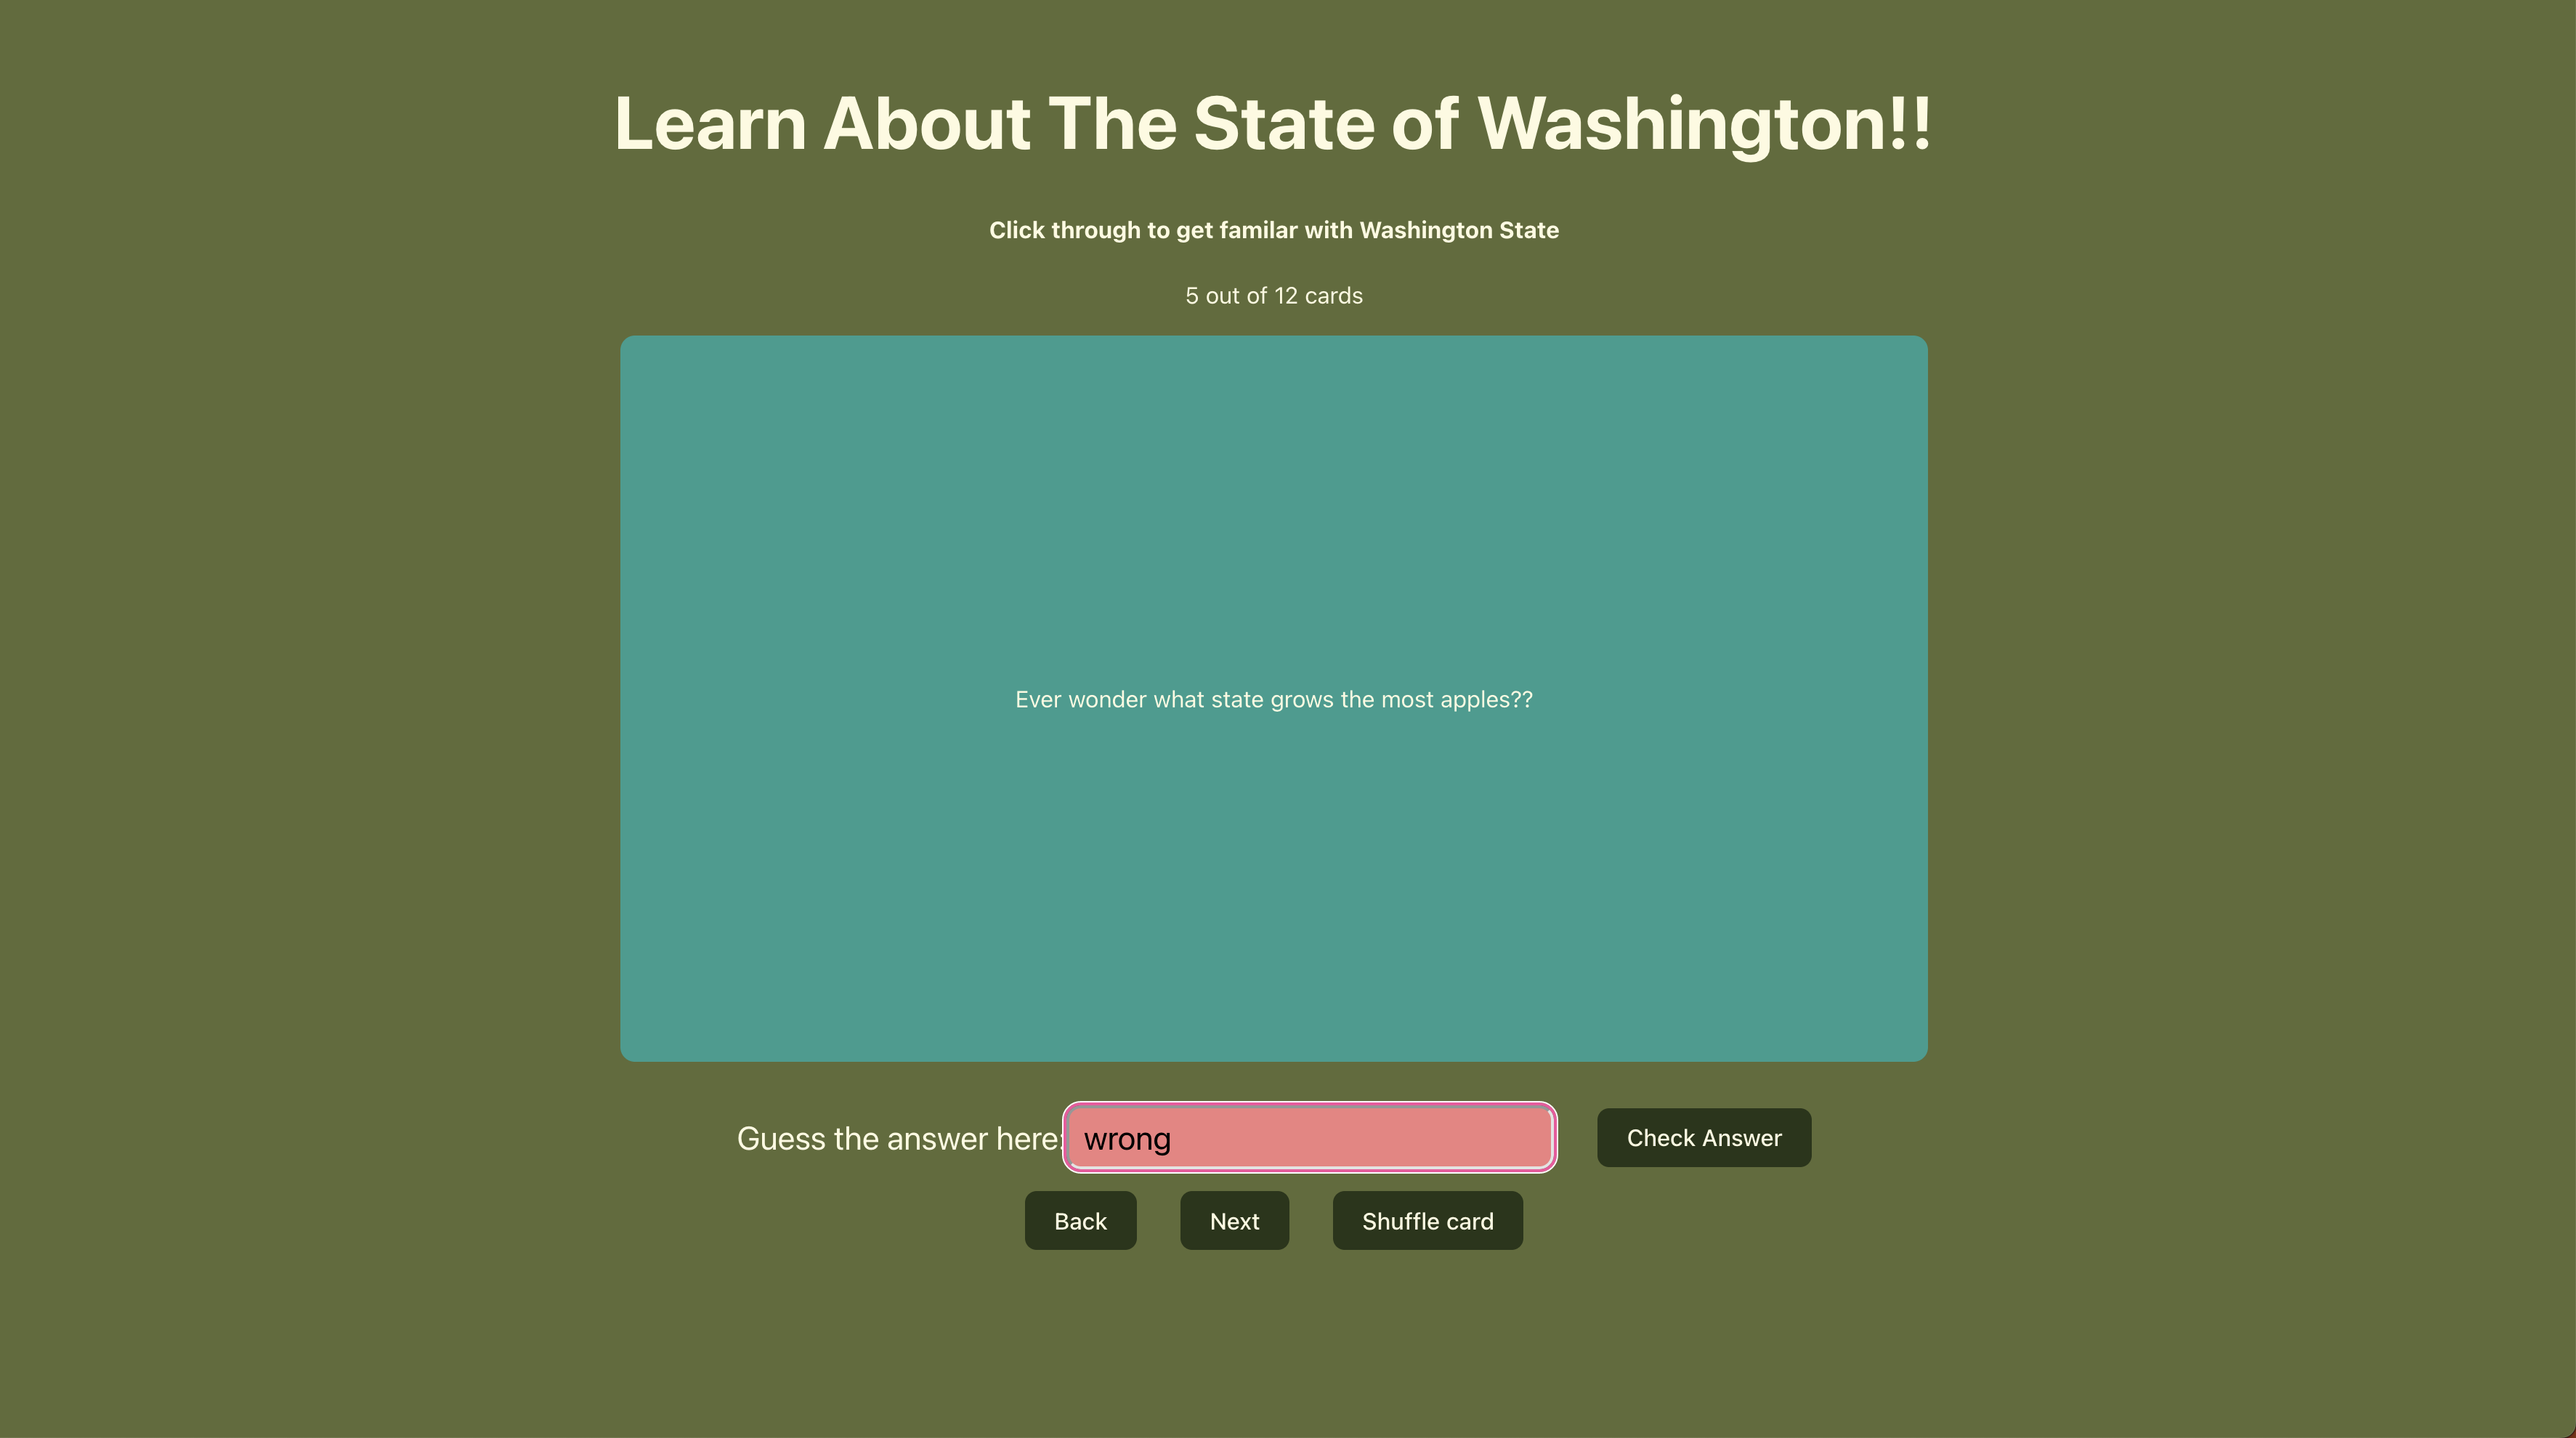 Learn About The State of Washington!!
Click through to get familar with Washington State
5 out of 12 cards
Ever wonder what state grows the most apples??
Guess the answer here: wrong Check Answer
Back Next Shuffle card